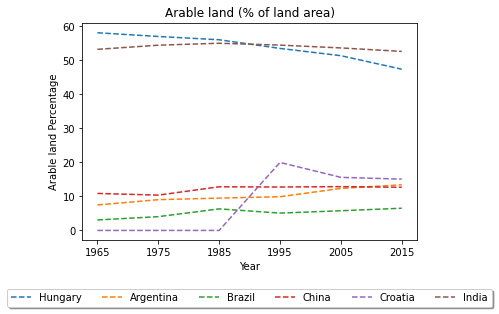 Arable land (% of land area)
60
50
40
30
20
10
0
Arable land Percentage
1965 1975 1985 1995 2005 2015
Year
Hungary Argentina Brazil China Croatia India